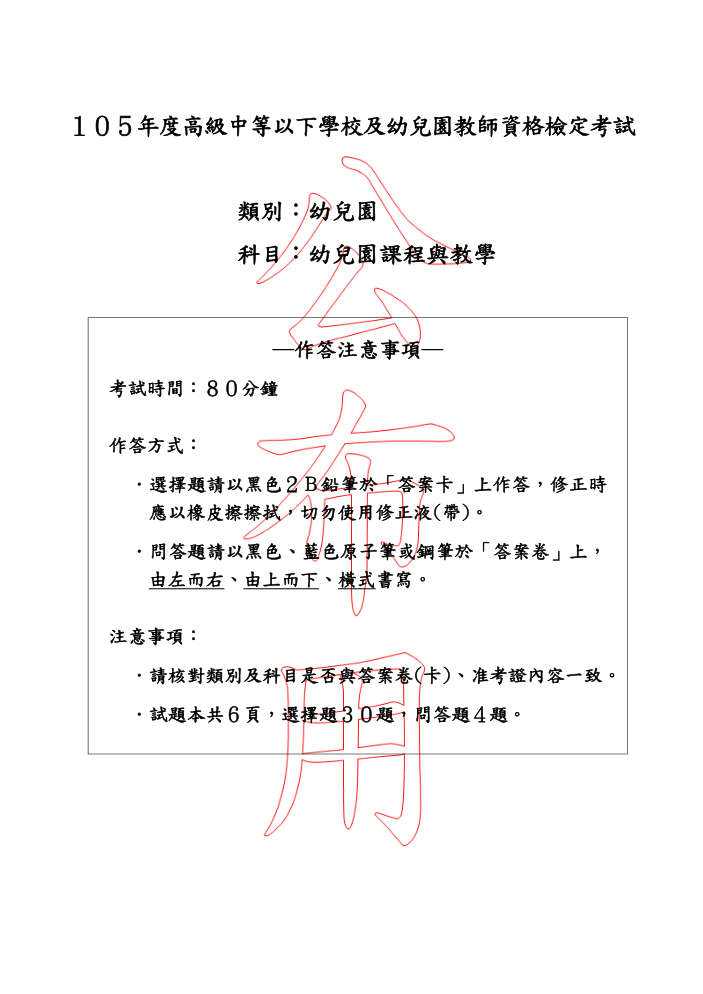 １０５年度高級中等以下學校及幼兒園教師資格檢定考試
類別：幼兒園
科目：幼兒園課程與教學
—作答注意事項—
考試時間：８０分鐘
作答方式：
．選擇題請以黑色２Ｂ鉛筆於「答案卡」上作答，修正時
應以橡皮擦擦拭，切勿使用修正液(帶)。
．問答題請以黑色、藍色原子筆或鋼筆於「答案卷」上，
由左而右、由上而下、橫式書寫。
注意事項：
．請核對類別及科目是否與答案卷(卡)、准考證內容一致。
．試題本共６頁，選擇題３０題，問答題４題。
公布用